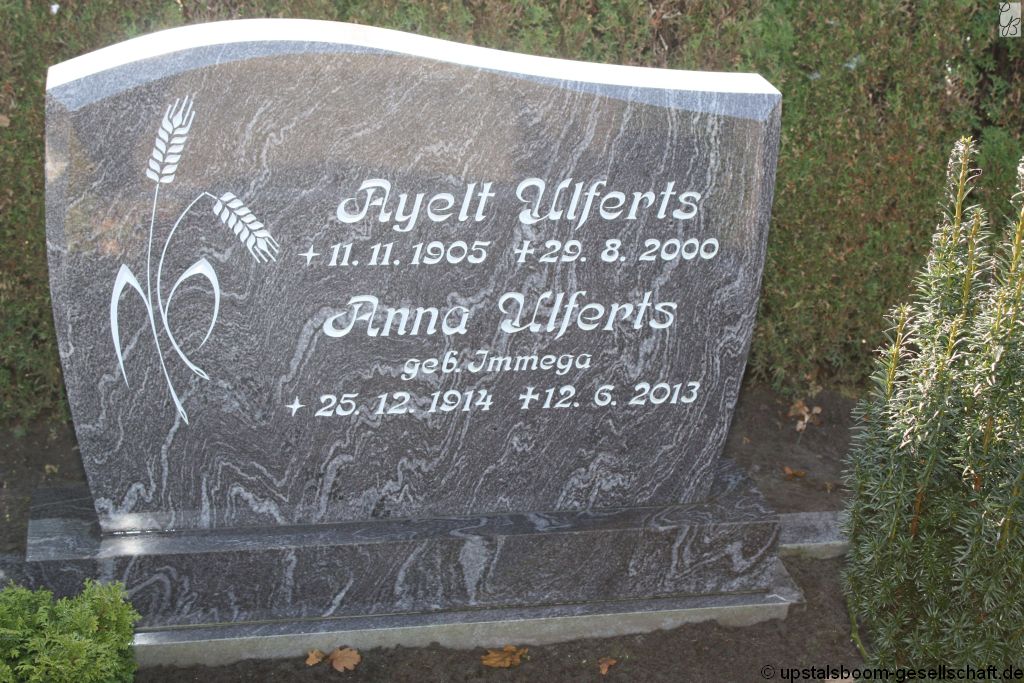 Ayelt Ulferts
+ 11. 11. 1905 +29. 8. 2000
Anna Ulferts
geb. Immega
+ 25. 12. 1914 +12. 6. 2013
© upstalsboom-gesellschaft.de